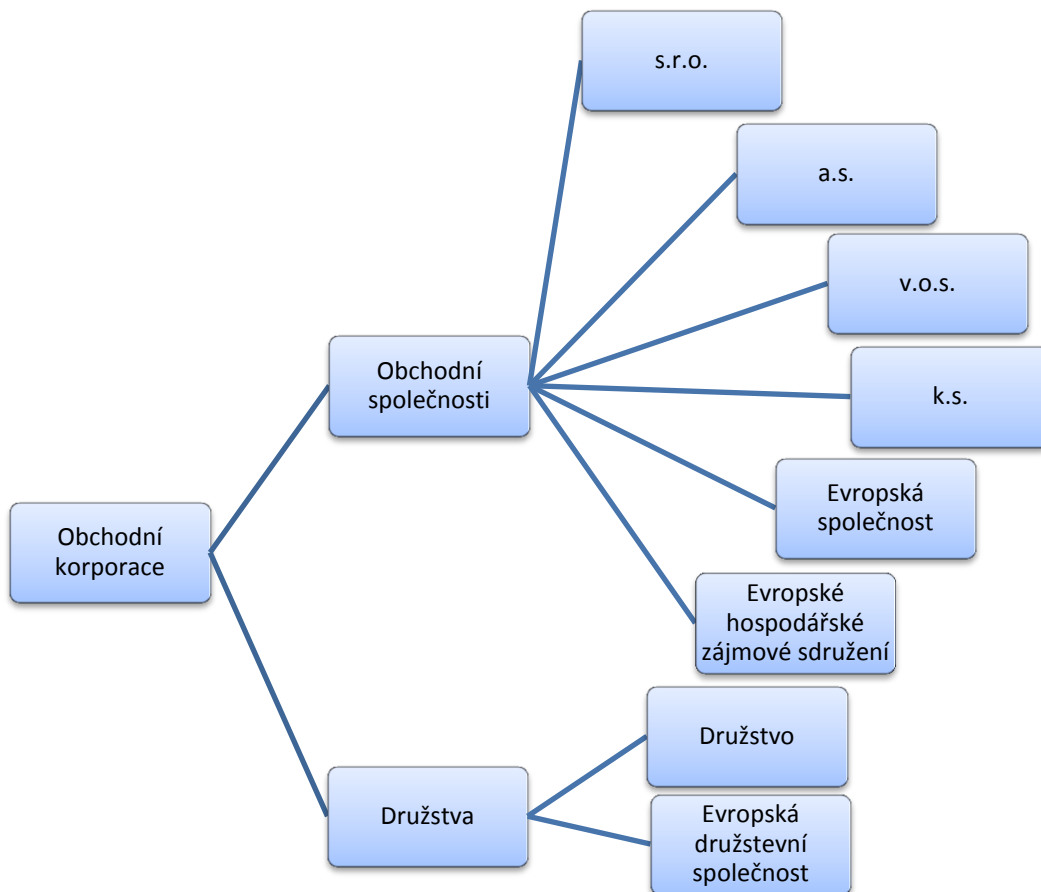 s.r.o.
a.s.
v.o.s.
Obchodní
společnosti
k.s.
Evropská
společnost
Obchodní
korporace
Evropské
hospodářské
zájmové sdružení
Družstvo
Družstva
Evropská
družstevní
společnost